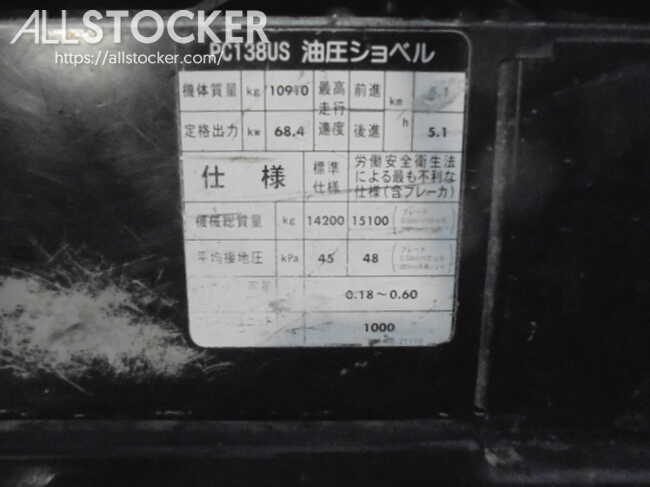 ALLSTOCKER
https://allstocker.com/
PC138US 油圧ショベル
機体質量 kg 10940 最高走行速度 前進 km/h 5.1
定格出力 kw 68.4 後進 5.1
仕様 標準仕様 労働安全衛生法による最も不利な仕様(含ブレーカ)
機械総質量 kg 14200 15100
平均接地圧 kPa 45 48
0.18～0.60
1000